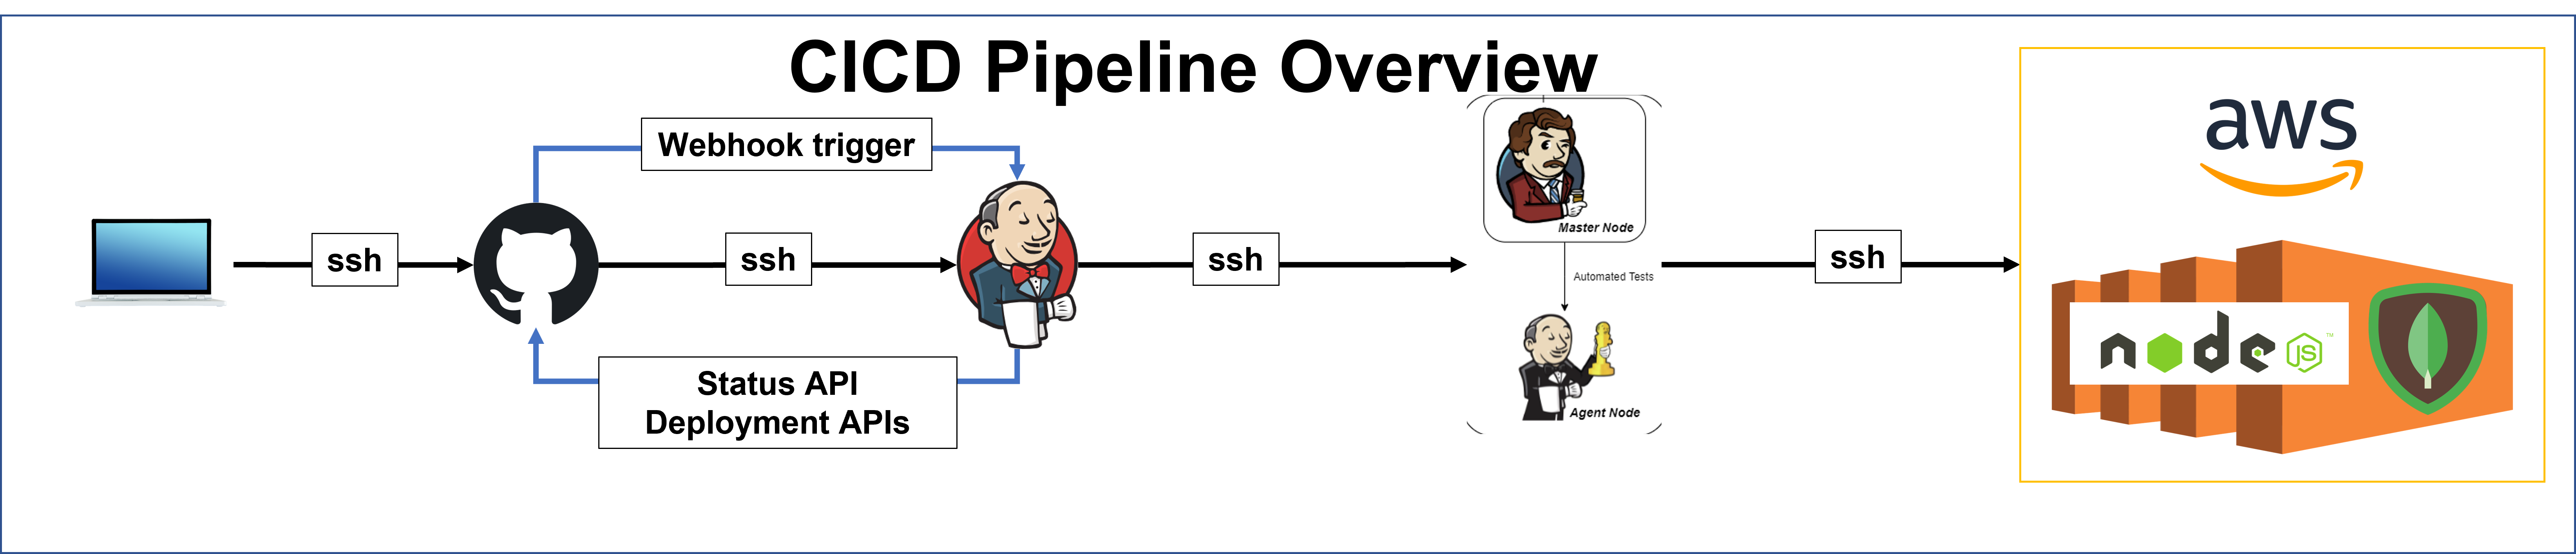 CICD Pipeline Overview
Webhook trigger
ssh
ssh
Status API
Deployment APIs
ssh
Master Node
Automated Tests
Agent Node
ssh
aws
node JS™